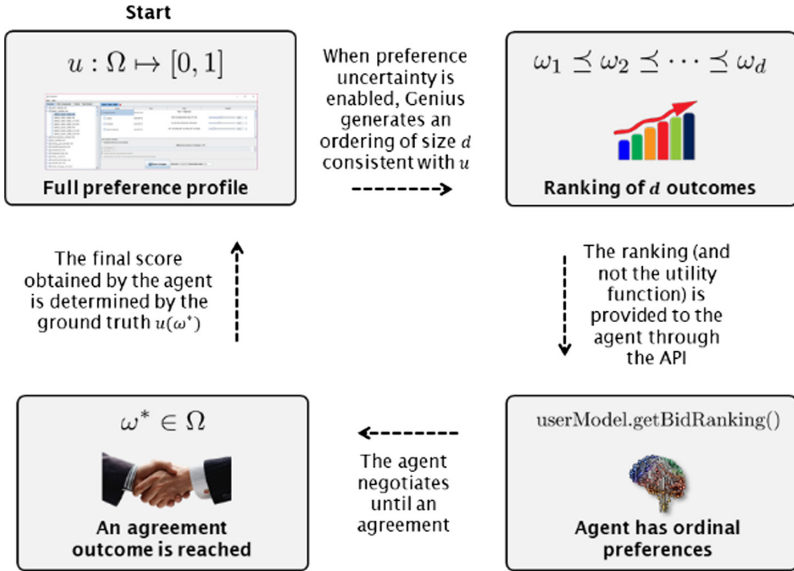 Start
u : Ω ↦ [0, 1]
Full preference profile
When preference
uncertainty is
enabled, Genius
generates an
ordering of size d
consistent with u
ω₁ ⪯ ω₂ ⪯ ⋯ ⪯ ω_d
Ranking of d outcomes
The ranking (and
not the utility
function) is
provided to the
agent through
the API
userModel.getBidRanking()
Agent has ordinal
preferences
The agent
negotiates
until an
agreement
ω* ∈ Ω
An agreement
outcome is reached
The final score
obtained by the agent
is determined by the
ground truth u(ω*)